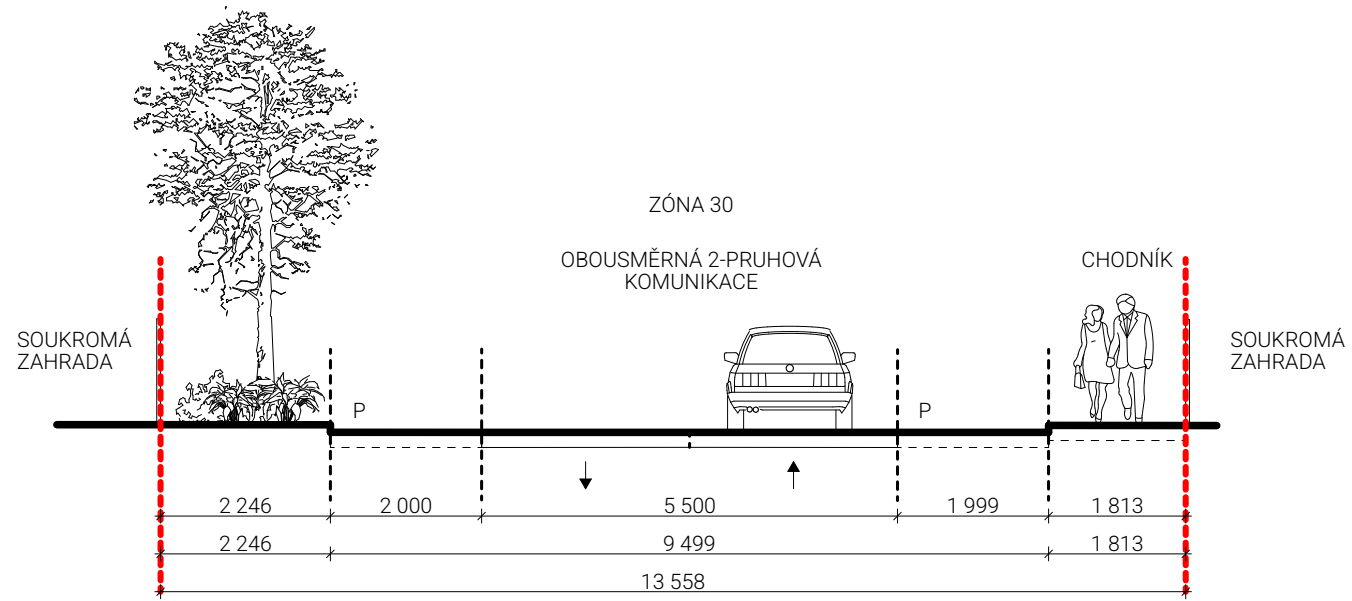 ZÓNA 30
OBOUSMĚRNÁ 2-PRUHOVÁ
KOMUNIKACE
CHODNÍK
SOUKROMÁ
ZAHRADA
SOUKROMÁ
ZAHRADA
P
P
2 246
2 000
5 500
1 999
1 813
2 246
9 499
1 813
13 558